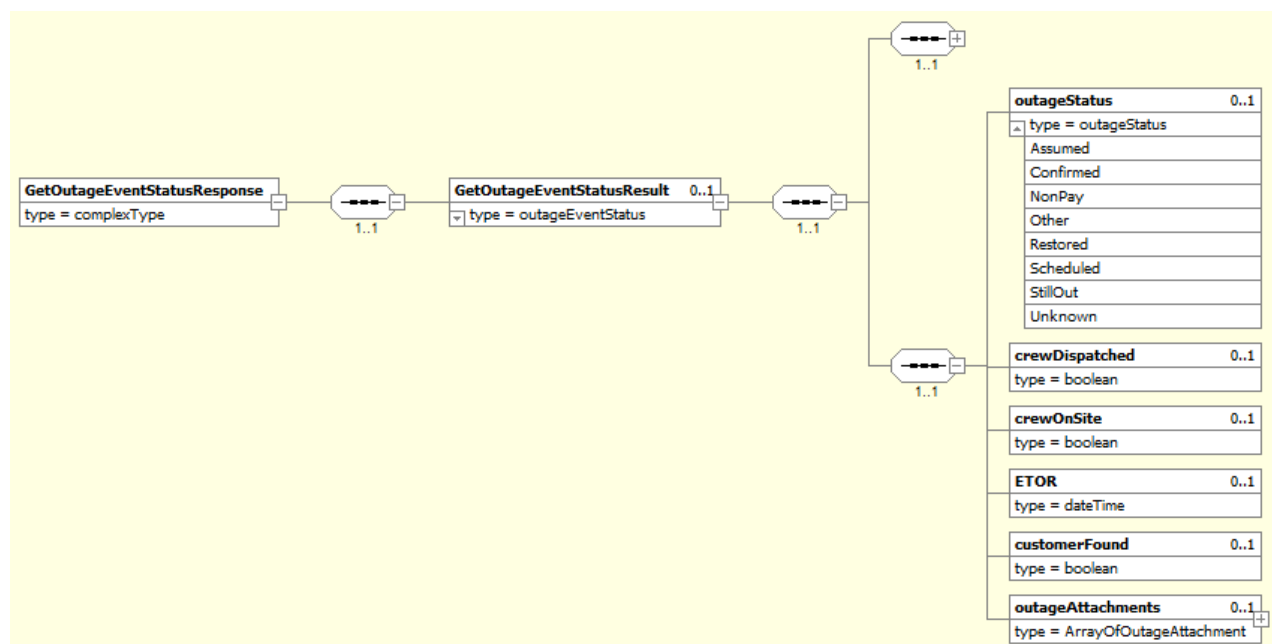 GetOutageEventStatusResponse
type = complexType
1..1
GetOutageEventStatusResult 0..1
type = outageEventStatus
1..1
1..1
outageStatus 0..1
type = outageStatus
Assumed
Confirmed
NonPay
Other
Restored
Scheduled
StillOut
Unknown
1..1
crewDispatched 0..1
type = boolean
crewOnSite 0..1
type = boolean
ETOR 0..1
type = dateTime
customerFound 0..1
type = boolean
outageAttachments 0..1
type = ArrayOfOutageAttachment